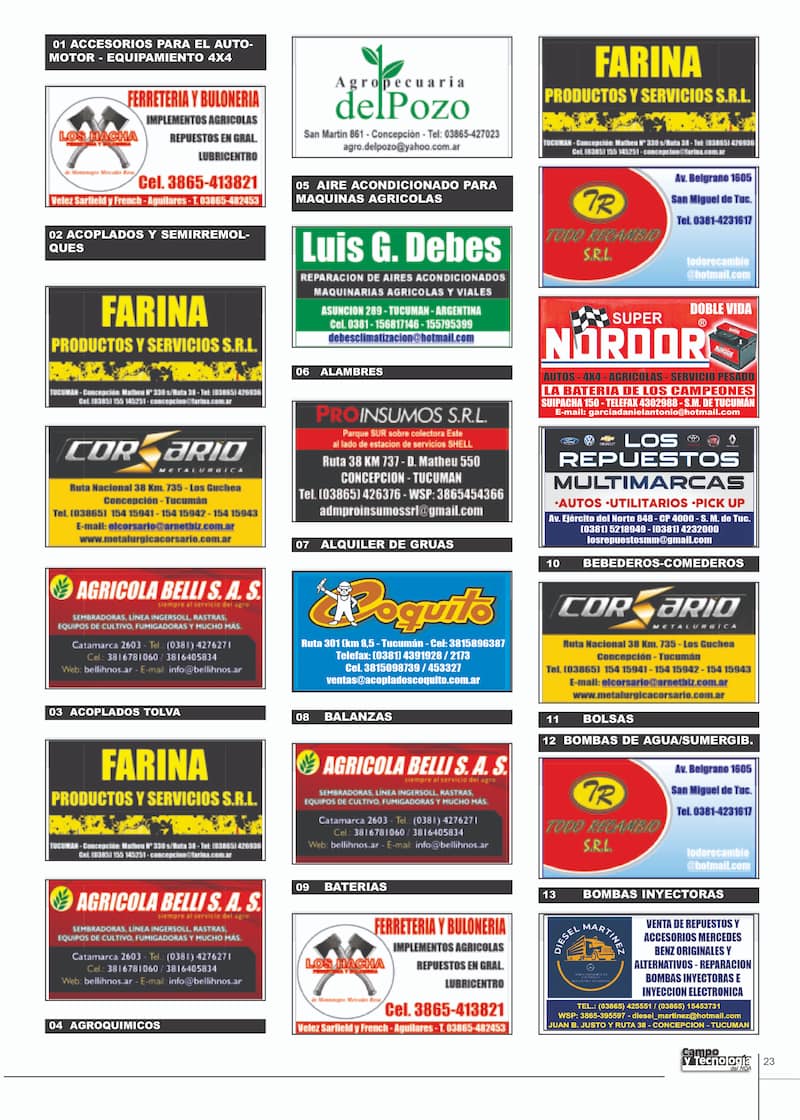 01 ACCESORIOS PARA EL AUTO-
MOTOR - EQUIPAMIENTO 4X4
FERRETERIA Y BULONERIA
IMPLEMENTOS AGRICOLAS
LOS HACHA
FERRETERIA Y BULONERIA
REPUESTOS EN GRAL.
LUBRICENTRO
de Montenegro Mercedes Rosa
Cel. 3865-413821
Velez Sarfield y French - Aguilares - T. 03865-482453
02 ACOPLADOS Y SEMIRREMOL-
QUES
FARINA
PRODUCTOS Y SERVICIOS S.R.L.
TUCUMAN - Concepción: Matheu Nº 330 s/Ruta 38 - Tel: (03865) 426936
Cel. (0385) 155 145251 - concepcion@farina.com.ar
CORSARIO
METALURGICA
Ruta Nacional 38 Km. 735 - Los Guchea
Concepción - Tucumán
Tel. (03865) 154 15941 - 154 15942 - 154 15943
E-mail: elcorsario@arnetbiz.com.ar
www.metalurgicacorsario.com.ar
AGRICOLA BELLI S. A. S.
siempre al servicio del agro
SEMBRADORAS, LÍNEA INGERSOLL, RASTRAS,
EQUIPOS DE CULTIVO, FUMIGADORAS Y MUCHO MÁS.
Catamarca 2603 - Tel.: (0381) 4276271
Cel.: 3816781060 / 3816405834
Web: bellihnos.ar - E-mail: info@bellihnos.ar
03 ACOPLADOS TOLVA
FARINA
PRODUCTOS Y SERVICIOS S.R.L.
TUCUMAN - Concepción: Matheu Nº 330 s/Ruta 38 - Tel: (03865) 426936
Cel. (0385) 155 145251 - concepcion@farina.com.ar
AGRICOLA BELLI S. A. S.
siempre al servicio del agro
SEMBRADORAS, LÍNEA INGERSOLL, RASTRAS,
EQUIPOS DE CULTIVO, FUMIGADORAS Y MUCHO MÁS.
Catamarca 2603 - Tel.: (0381) 4276271
Cel.: 3816781060 / 3816405834
Web: bellihnos.ar - E-mail: info@bellihnos.ar
04 AGROQUIMICOS
Agropecuaria
del Pozo
San Martin 861 - Concepción - Tel: 03865-427023
agro.delpozo@yahoo.com.ar
05 AIRE ACONDICIONADO PARA
MAQUINAS AGRICOLAS
Luis G. Debes
REPARACION DE AIRES ACONDICIONADOS
MAQUINARIAS AGRICOLAS Y VIALES
ASUNCION 289 - TUCUMAN - ARGENTINA
Cel. 0381 - 156817146 - 155795399
debesclimatizacion@hotmail.com
06 ALAMBRES
PROINSUMOS S.R.L.
Parque SUR sobre colectora Este
al lado de estacion de servicios SHELL
Ruta 38 KM 737 - D. Matheu 550
CONCEPCION - TUCUMAN
Tel. (03865) 426376 - WSP: 3865454366
admproinsumossrl@gmail.com
07 ALQUILER DE GRUAS
Coquito
Ruta 301 (km 8,5 - Tucumán - Cel: 3815896387
Telefax: (0381) 4391928 / 2173
Cel. 3815098739 / 453327
ventas@acopladoscoquito.com.ar
08 BALANZAS
AGRICOLA BELLI S. A. S.
siempre al servicio del agro
SEMBRADORAS, LÍNEA INGERSOLL, RASTRAS,
EQUIPOS DE CULTIVO, FUMIGADORAS Y MUCHO MÁS.
Catamarca 2603 - Tel.: (0381) 4276271
Cel.: 3816781060 / 3816405834
Web: bellihnos.ar - E-mail: info@bellihnos.ar
09 BATERIAS
FERRETERIA Y BULONERIA
IMPLEMENTOS AGRICOLAS
LOS HACHA
FERRETERIA Y BULONERIA
REPUESTOS EN GRAL.
LUBRICENTRO
de Montenegro Mercedes Rosa
Cel. 3865-413821
Velez Sarfield y French - Aguilares - T. 03865-482453
FARINA
PRODUCTOS Y SERVICIOS S.R.L.
TUCUMAN - Concepción: Matheu Nº 330 s/Ruta 38 - Tel: (03865) 426936
Cel. (0385) 155 145251 - concepcion@farina.com.ar
Av. Belgrano 1605
San Miguel de Tuc.
TR
Tel. 0381-4231617
TODO RECAMBIO
S.R.L.
todorecambio
@hotmail.com
SUPER
DOBLE VIDA
NORDOR®
AUTOS - 4X4 - AGRICOLAS - SERVICIO PESADO
LA BATERIA DE LOS CAMPEONES
SUIPACHA 150 - TELEFAX 4302988 - S.M. DE TUCUMÁN
E-mail: garciadanielantonio@hotmail.com
LOS
REPUESTOS
MULTIMARCAS
·AUTOS ·UTILITARIOS ·PICK UP
Av. Ejército del Norte 848 - CP 4000 - S. M. de Tuc.
(0381) 5218949 - (0381) 4232000
losrepuestosmm@gmail.com
10 BEBEDEROS-COMEDEROS
CORSARIO
METALURGICA
Ruta Nacional 38 Km. 735 - Los Guchea
Concepción - Tucumán
Tel. (03865) 154 15941 - 154 15942 - 154 15943
E-mail: elcorsario@arnetbiz.com.ar
www.metalurgicacorsario.com.ar
11 BOLSAS
12 BOMBAS DE AGUA/SUMERGIB.
Av. Belgrano 1605
San Miguel de Tuc.
TR
Tel. 0381-4231617
TODO RECAMBIO
S.R.L.
todorecambio
@hotmail.com
13 BOMBAS INYECTORAS
DIESEL MARTINEZ
VENTA DE REPUESTOS Y
ACCESORIOS MERCEDES
BENZ ORIGINALES Y
ALTERNATIVOS - REPARACION
BOMBAS INYECTORAS E
INYECCION ELECTRONICA
TEL.: (03865) 425551 / (03865) 15453731
WSP: 3865-395597 - diesel_martinez@hotmail.com
JUAN B. JUSTO Y RUTA 38 - CONCEPCION - TUCUMAN
Campo
y Tecnología
del NOA
23